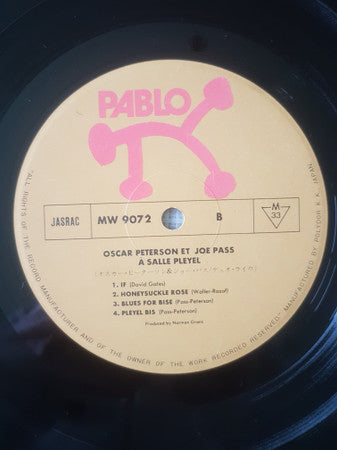 PABLO
JASRAC
MW 9072
B
M
33
OSCAR PETERSON ET JOE PASS
A SALLE PLEYEL
1. IF (David Gates)
2. HONEYSUCKLE ROSE (Waller-Razaf)
3. BLUES FOR BISE (Pass-Peterson)
4. PLEYEL BIS (Pass-Peterson)
Produced by Norman Granz
"ALL RIGHTS OF THE RECORD MANUFACTURER AND OF THE OWNER OF THE WORK RECORDED RESERVED" MANUFACTURED BY POLYDOR K.K. JAPAN